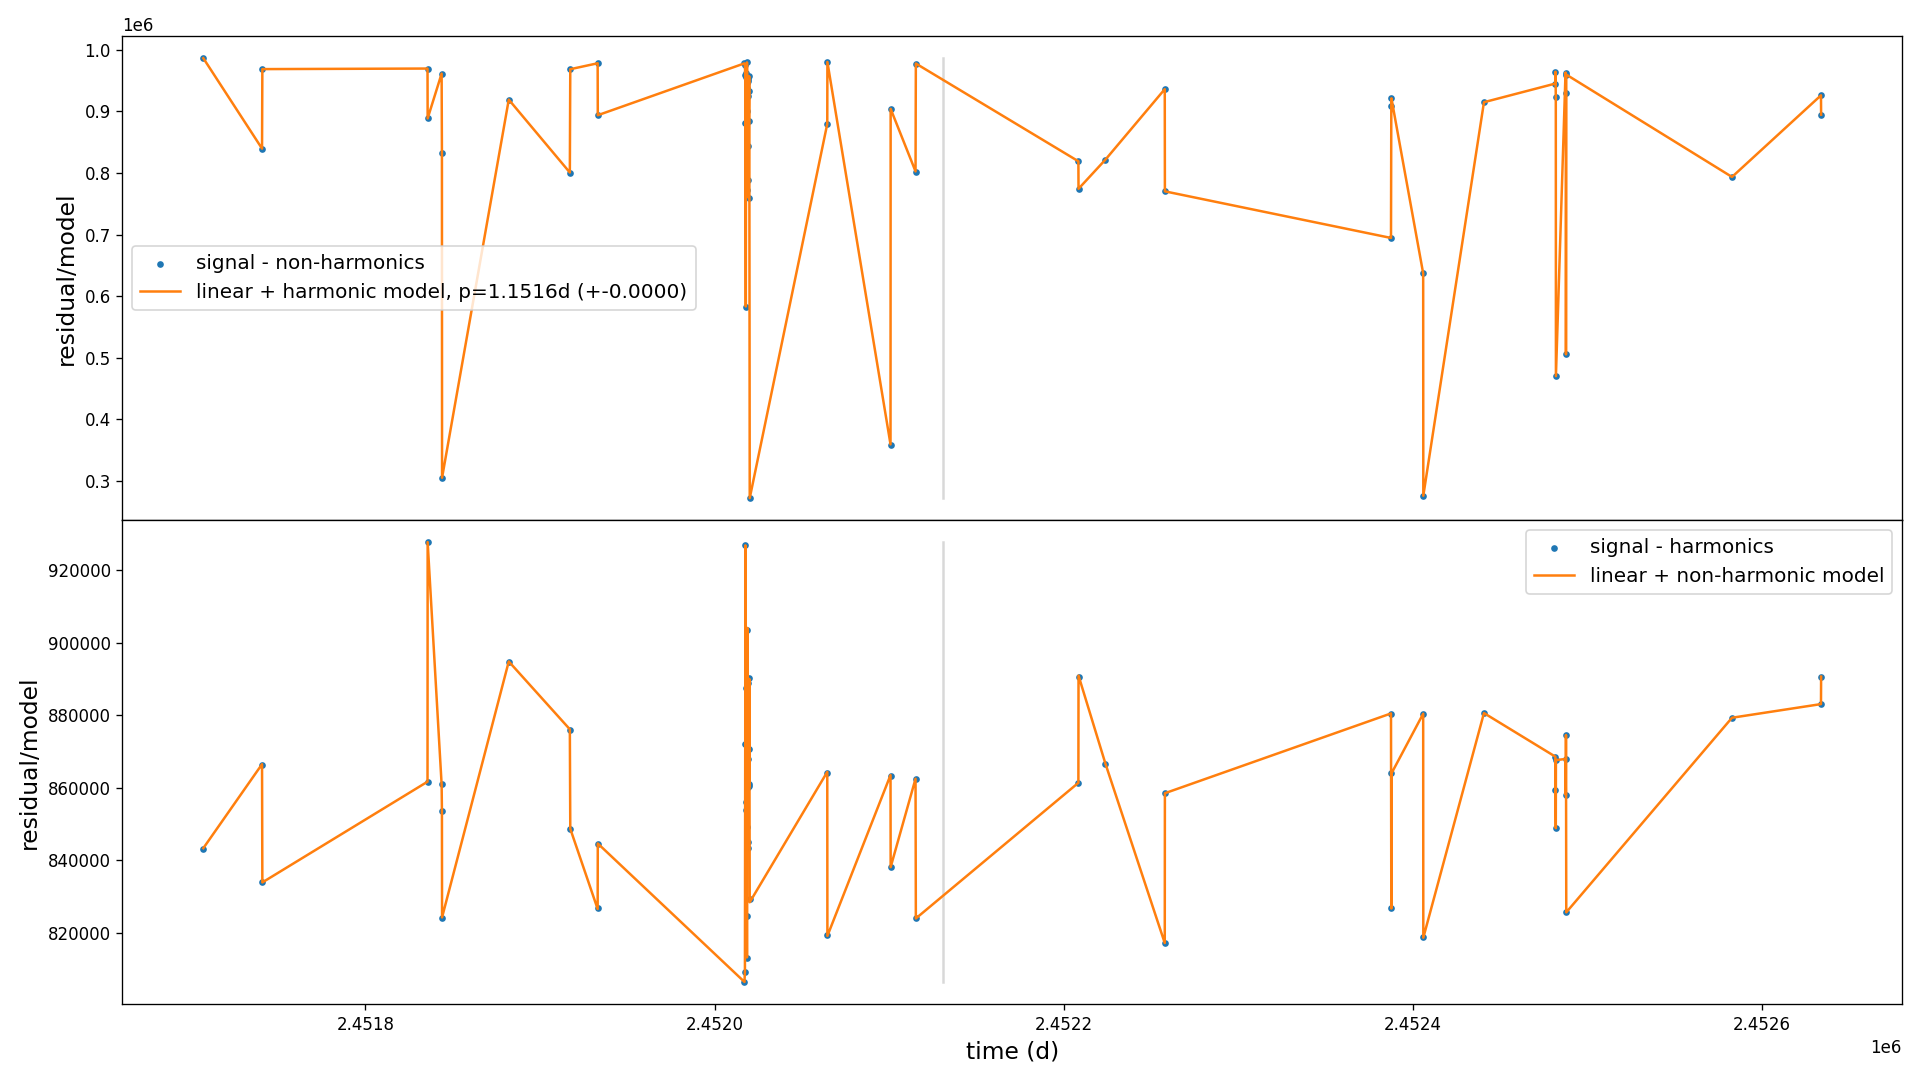 1e6
1.0
0.9
0.8
0.7
0.6
0.5
0.4
0.3
residual/model
signal - non-harmonics
linear + harmonic model, p=1.1516d (+-0.0000)
920000
900000
880000
860000
840000
820000
residual/model
signal - harmonics
linear + non-harmonic model
2.4518
2.4520
2.4522
2.4524
2.4526
time (d)
1e6